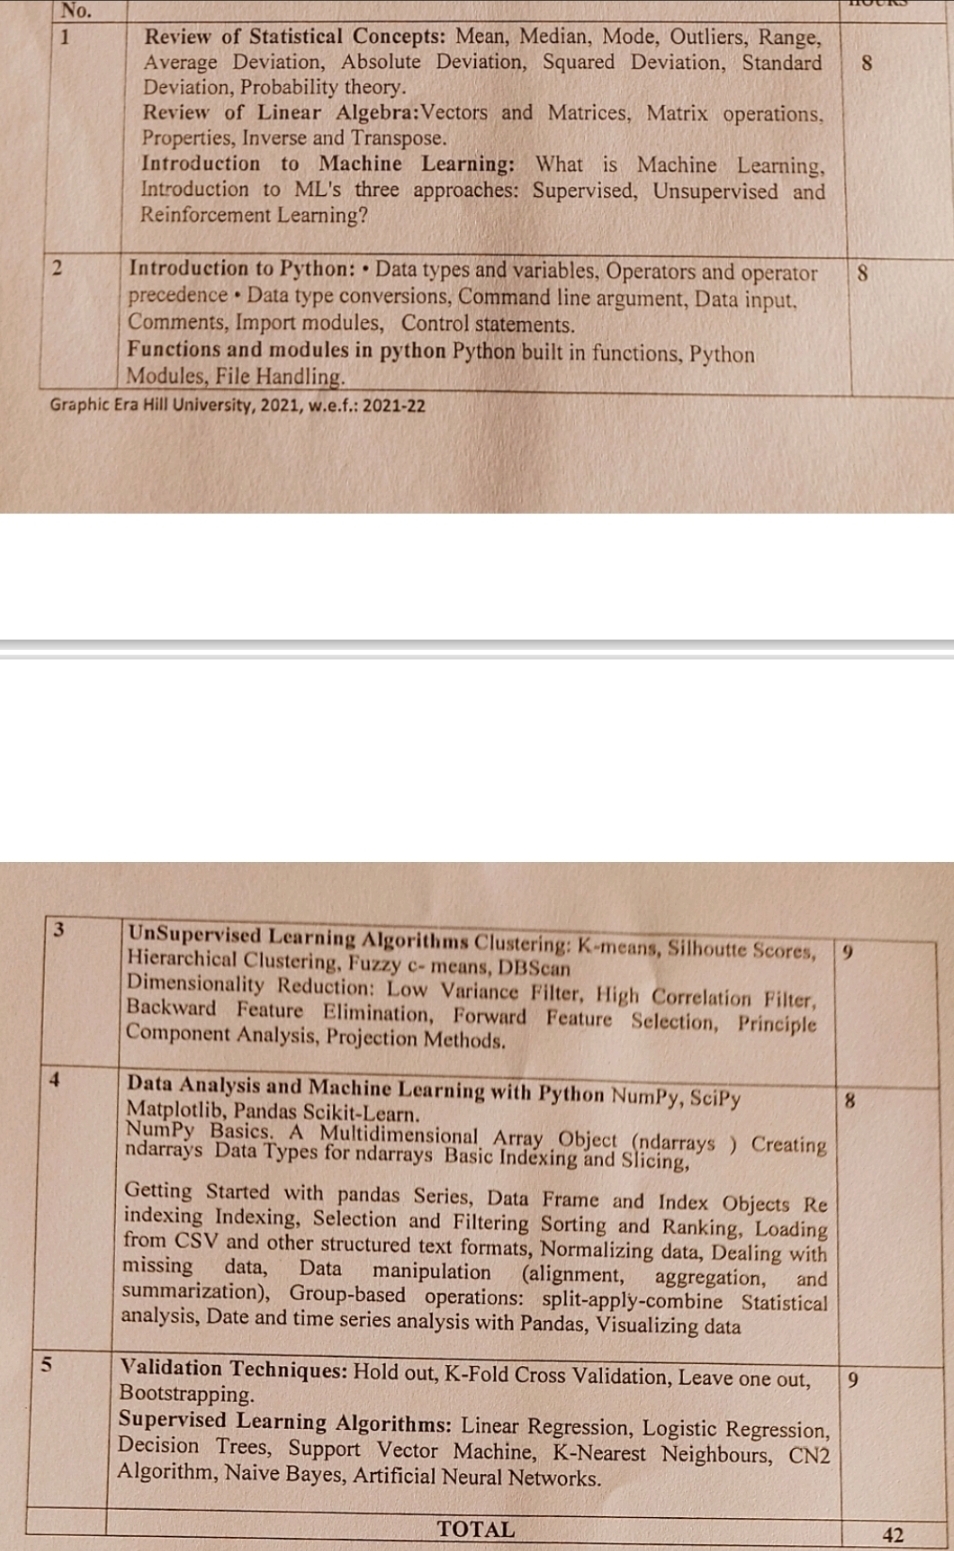 No.
HOURS
1 Review of Statistical Concepts: Mean, Median, Mode, Outliers, Range,
Average Deviation, Absolute Deviation, Squared Deviation, Standard 8
Deviation, Probability theory.
Review of Linear Algebra:Vectors and Matrices, Matrix operations,
Properties, Inverse and Transpose.
Introduction to Machine Learning: What is Machine Learning,
Introduction to ML's three approaches: Supervised, Unsupervised and
Reinforcement Learning?
2 Introduction to Python: • Data types and variables, Operators and operator 8
precedence • Data type conversions, Command line argument, Data input,
Comments, Import modules, Control statements.
Functions and modules in python Python built in functions, Python
Modules, File Handling.
Graphic Era Hill University, 2021, w.e.f.: 2021-22
3 UnSupervised Learning Algorithms Clustering: K-means, Silhoutte Scores, 9
Hierarchical Clustering, Fuzzy c- means, DBScan
Dimensionality Reduction: Low Variance Filter, High Correlation Filter,
Backward Feature Elimination, Forward Feature Selection, Principle
Component Analysis, Projection Methods.
4 Data Analysis and Machine Learning with Python NumPy, SciPy 8
Matplotlib, Pandas Scikit-Learn.
NumPy Basics. A Multidimensional Array Object (ndarrays ) Creating
ndarrays Data Types for ndarrays Basic Indexing and Slicing,
Getting Started with pandas Series, Data Frame and Index Objects Re
indexing Indexing, Selection and Filtering Sorting and Ranking, Loading
from CSV and other structured text formats, Normalizing data, Dealing with
missing data, Data manipulation (alignment, aggregation, and
summarization), Group-based operations: split-apply-combine Statistical
analysis, Date and time series analysis with Pandas, Visualizing data
5 Validation Techniques: Hold out, K-Fold Cross Validation, Leave one out, 9
Bootstrapping.
Supervised Learning Algorithms: Linear Regression, Logistic Regression,
Decision Trees, Support Vector Machine, K-Nearest Neighbours, CN2
Algorithm, Naive Bayes, Artificial Neural Networks.
TOTAL 42